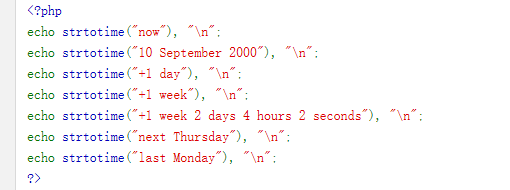 <?php
echo strtotime("now"), "\n";
echo strtotime("10 September 2000"), "\n";
echo strtotime("+1 day"), "\n";
echo strtotime("+1 week"), "\n";
echo strtotime("+1 week 2 days 4 hours 2 seconds"), "\n";
echo strtotime("next Thursday"), "\n";
echo strtotime("last Monday"), "\n";
?>